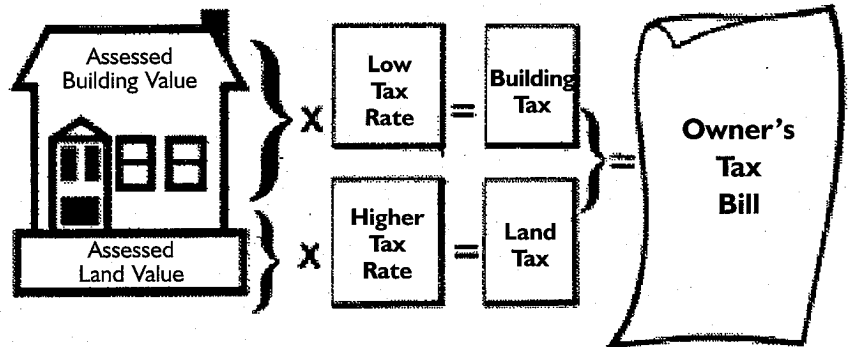 Assessed
Building Value
x
Low
Tax
Rate
=
Building
Tax
Assessed
Land Value
x
Higher
Tax
Rate
=
Land
Tax
=
Owner's
Tax
Bill